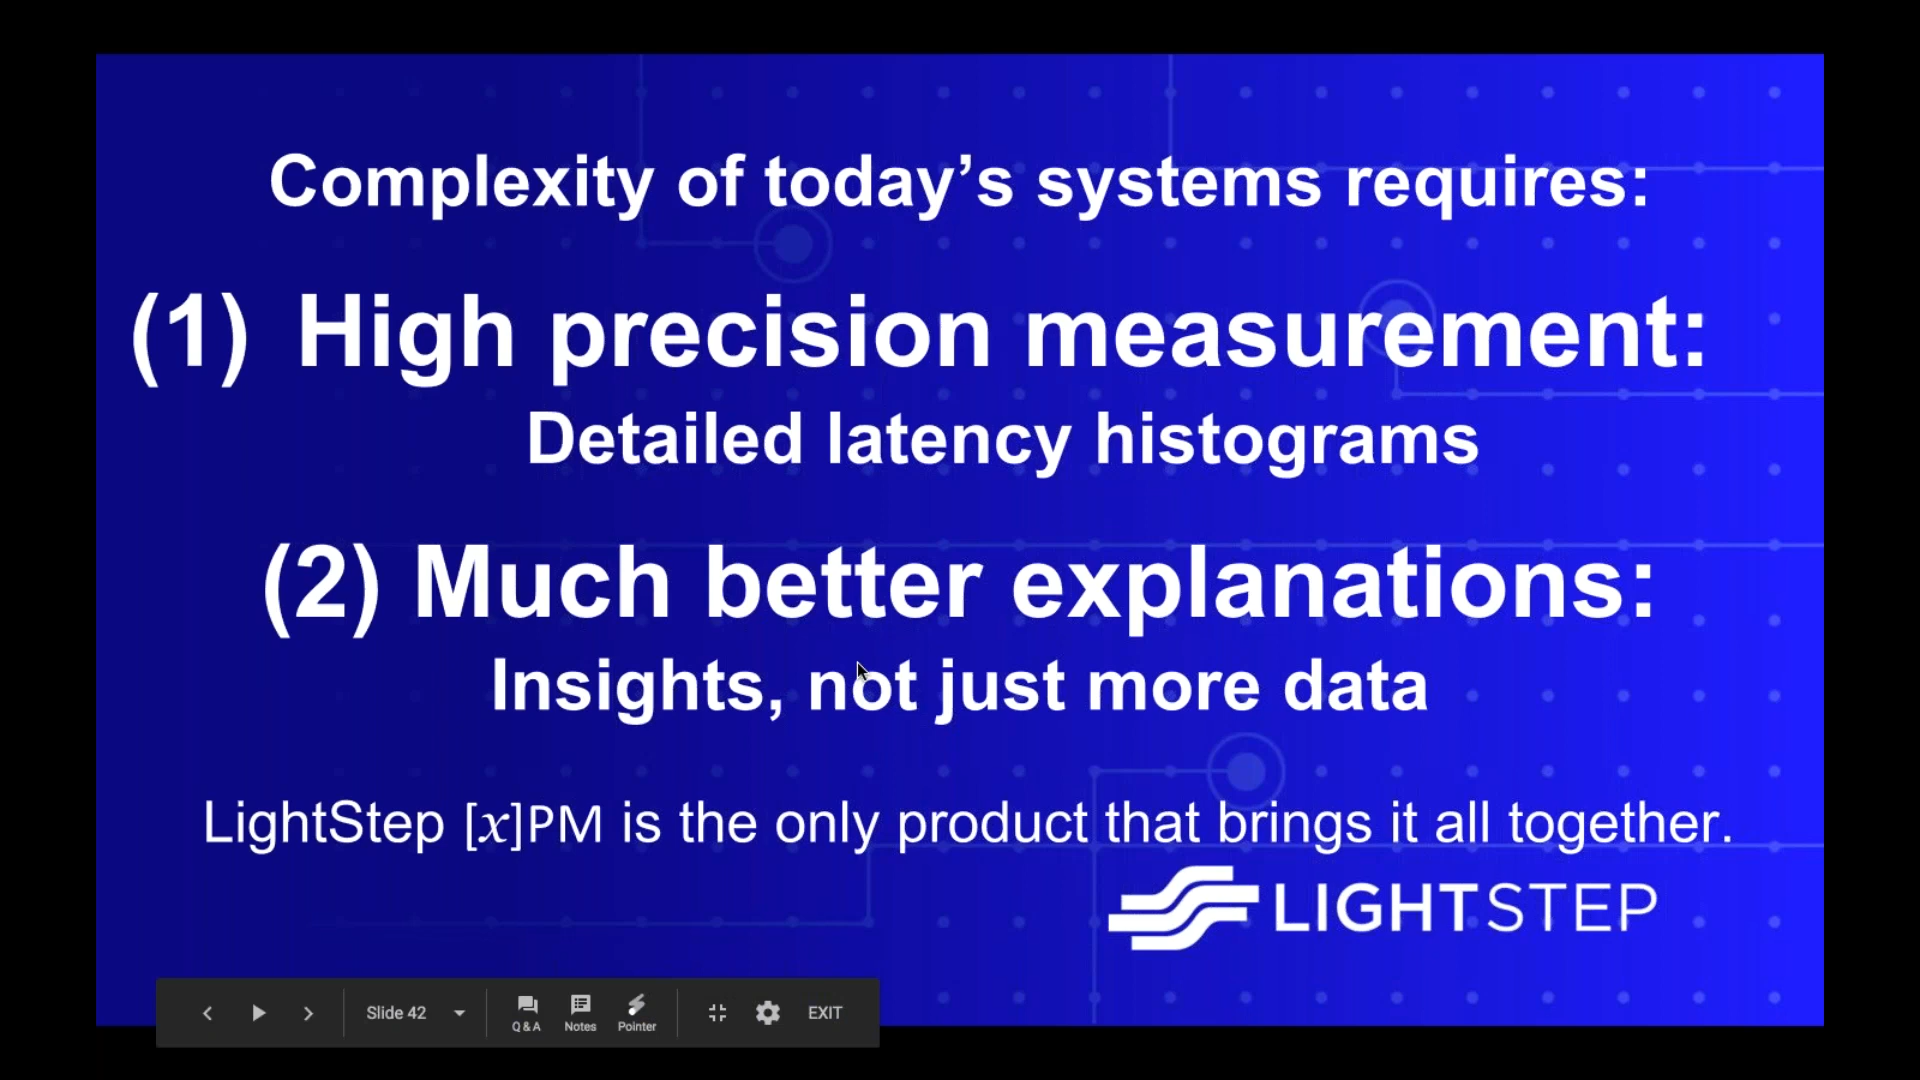 Complexity of today’s systems requires:
(1) High precision measurement:
Detailed latency histograms
(2) Much better explanations:
Insights, not just more data
LightStep [x]PM is the only product that brings it all together.
LIGHTSTEP
Slide 42
Q & A Notes Pointer
EXIT